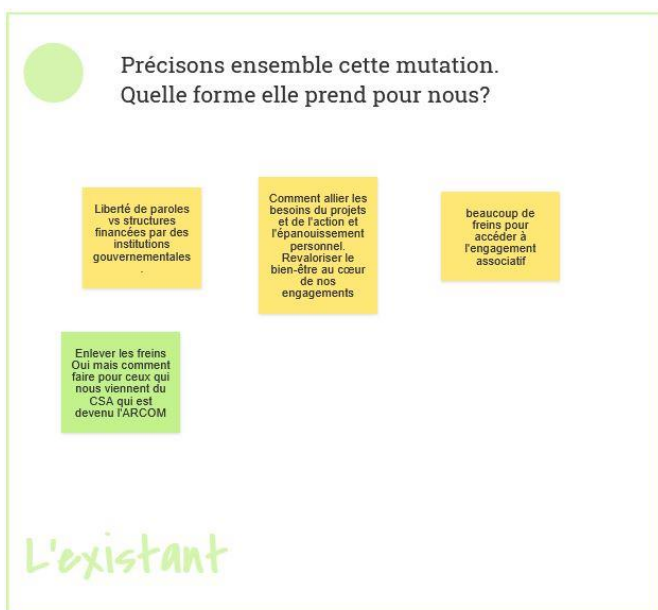 Précisons ensemble cette mutation.
Quelle forme elle prend pour nous?
Liberté de paroles
vs structures
financées par des
institutions
gouvernementales
.
Comment allier les
besoins du projets
et de l'action et
l'épanouissement
personnel.
Revaloriser le
bien-être au cœur
de nos
engagements
beaucoup de
freins pour
accéder à
l'engagement
associatif
Enlever les freins
Oui mais comment
faire pour ceux qui
nous viennent du
CSA qui est
devenu l'ARCOM
L'existant